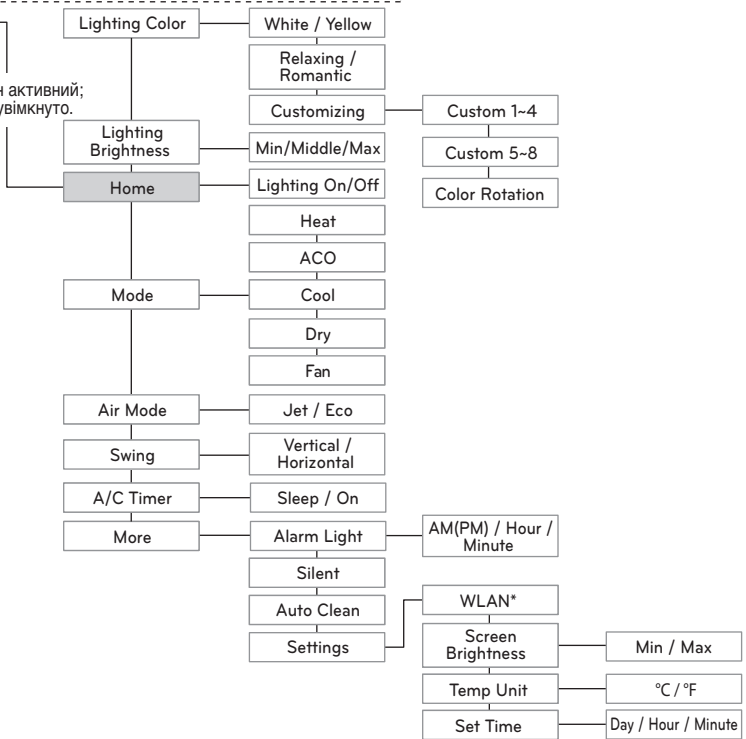 Lighting Color
White / Yellow
Relaxing /
Romantic
н активний;
увімкнуто.
Customizing
Custom 1~4
Lighting
Brightness
Min/Middle/Max
Custom 5~8
Home
Lighting On/Off
Color Rotation
Heat
ACO
Mode
Cool
Dry
Fan
Air Mode
Jet / Eco
Swing
Vertical /
Horizontal
A/C Timer
Sleep / On
More
Alarm Light
AM(PM) / Hour /
Minute
Silent
Auto Clean
WLAN*
Settings
Screen
Brightness
Min / Max
Temp Unit
°C / °F
Set Time
Day / Hour / Minute